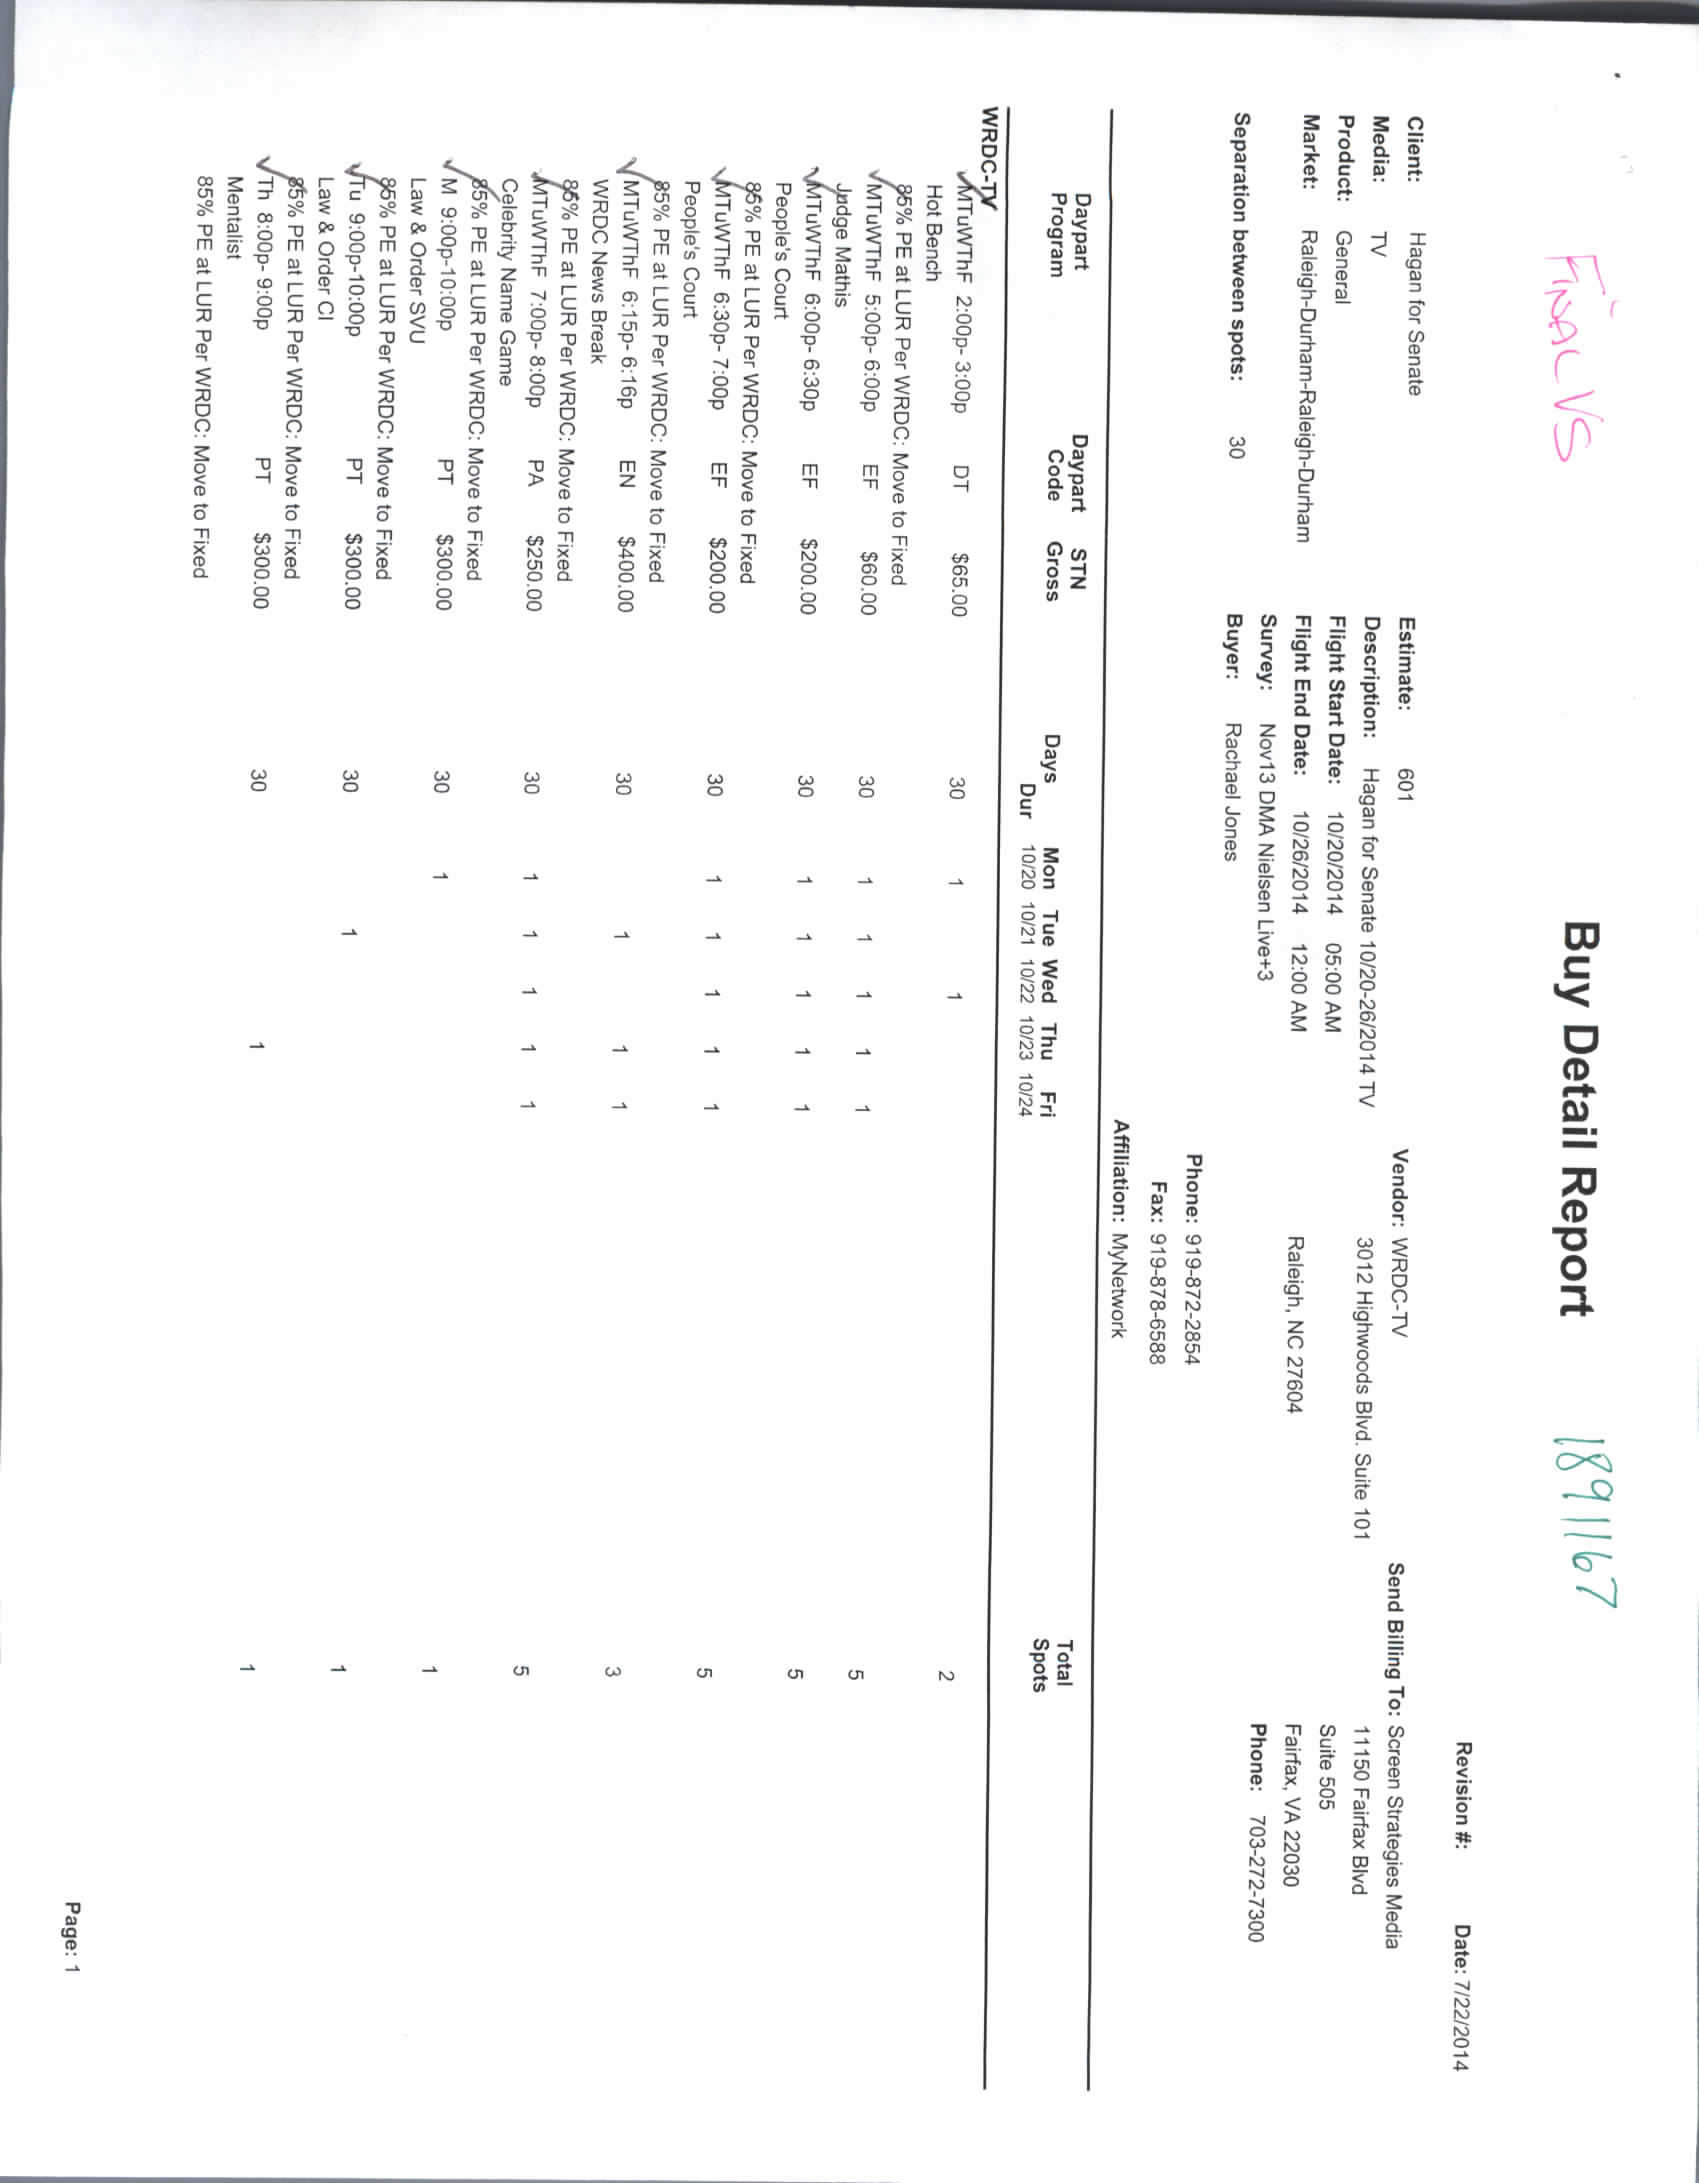 FINAL VS
Buy Detail Report
1891167
Revision #: Date: 7/22/2014
Client: Hagan for Senate
Media: TV
Product: General
Market: Raleigh-Durham-Raleigh-Durham
Separation between spots: 30
Estimate: 601
Description: Hagan for Senate 10/20-26/2014 TV
Flight Start Date: 10/20/2014 05:00 AM
Flight End Date: 10/26/2014 12:00 AM
Survey: Nov13 DMA Nielsen Live+3
Buyer: Rachael Jones
Vendor: WRDC-TV
3012 Highwoods Blvd. Suite 101
Raleigh, NC 27604
Phone: 919-872-2854
Fax: 919-878-6588
Affiliation: MyNetwork
Send Billing To: Screen Strategies Media
11150 Fairfax Blvd
Suite 505
Fairfax, VA 22030
Phone: 703-272-7300
Daypart Daypart STN Total
Program Code Gross Days Mon Tue Wed Thu Fri Spots
Dur 10/20 10/21 10/22 10/23 10/24
WRDC-TV
MTuWThF 2:00p- 3:00p DT $65.00 30 1 1 2
Hot Bench
85% PE at LUR Per WRDC: Move to Fixed
MTuWThF 5:00p- 6:00p EF $60.00 30 1 1 1 1 1 5
Judge Mathis
MTuWThF 6:00p- 6:30p EF $200.00 30 1 1 1 1 1 5
People's Court
85% PE at LUR Per WRDC: Move to Fixed
MTuWThF 6:30p- 7:00p EF $200.00 30 1 1 1 1 1 5
People's Court
85% PE at LUR Per WRDC: Move to Fixed
MTuWThF 6:15p- 6:16p EN $400.00 30 1 1 1 3
WRDC News Break
85% PE at LUR Per WRDC: Move to Fixed
MTuWThF 7:00p- 8:00p PA $250.00 30 1 1 1 1 1 5
Celebrity Name Game
85% PE at LUR Per WRDC: Move to Fixed
M 9:00p-10:00p PT $300.00 30 1 1
Law & Order SVU
85% PE at LUR Per WRDC: Move to Fixed
Tu 9:00p-10:00p PT $300.00 30 1 1
Law & Order CI
85% PE at LUR Per WRDC: Move to Fixed
Th 8:00p- 9:00p PT $300.00 30 1 1
Mentalist
85% PE at LUR Per WRDC: Move to Fixed
Page: 1